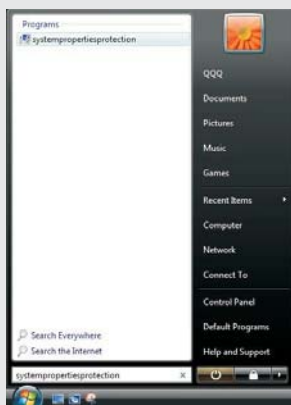 Programs
systempropertiesprotection
Search Everywhere
Search the Internet
systempropertiesprotection
QQQ
Documents
Pictures
Music
Games
Recent Items
Computer
Network
Connect To
Control Panel
Default Programs
Help and Support